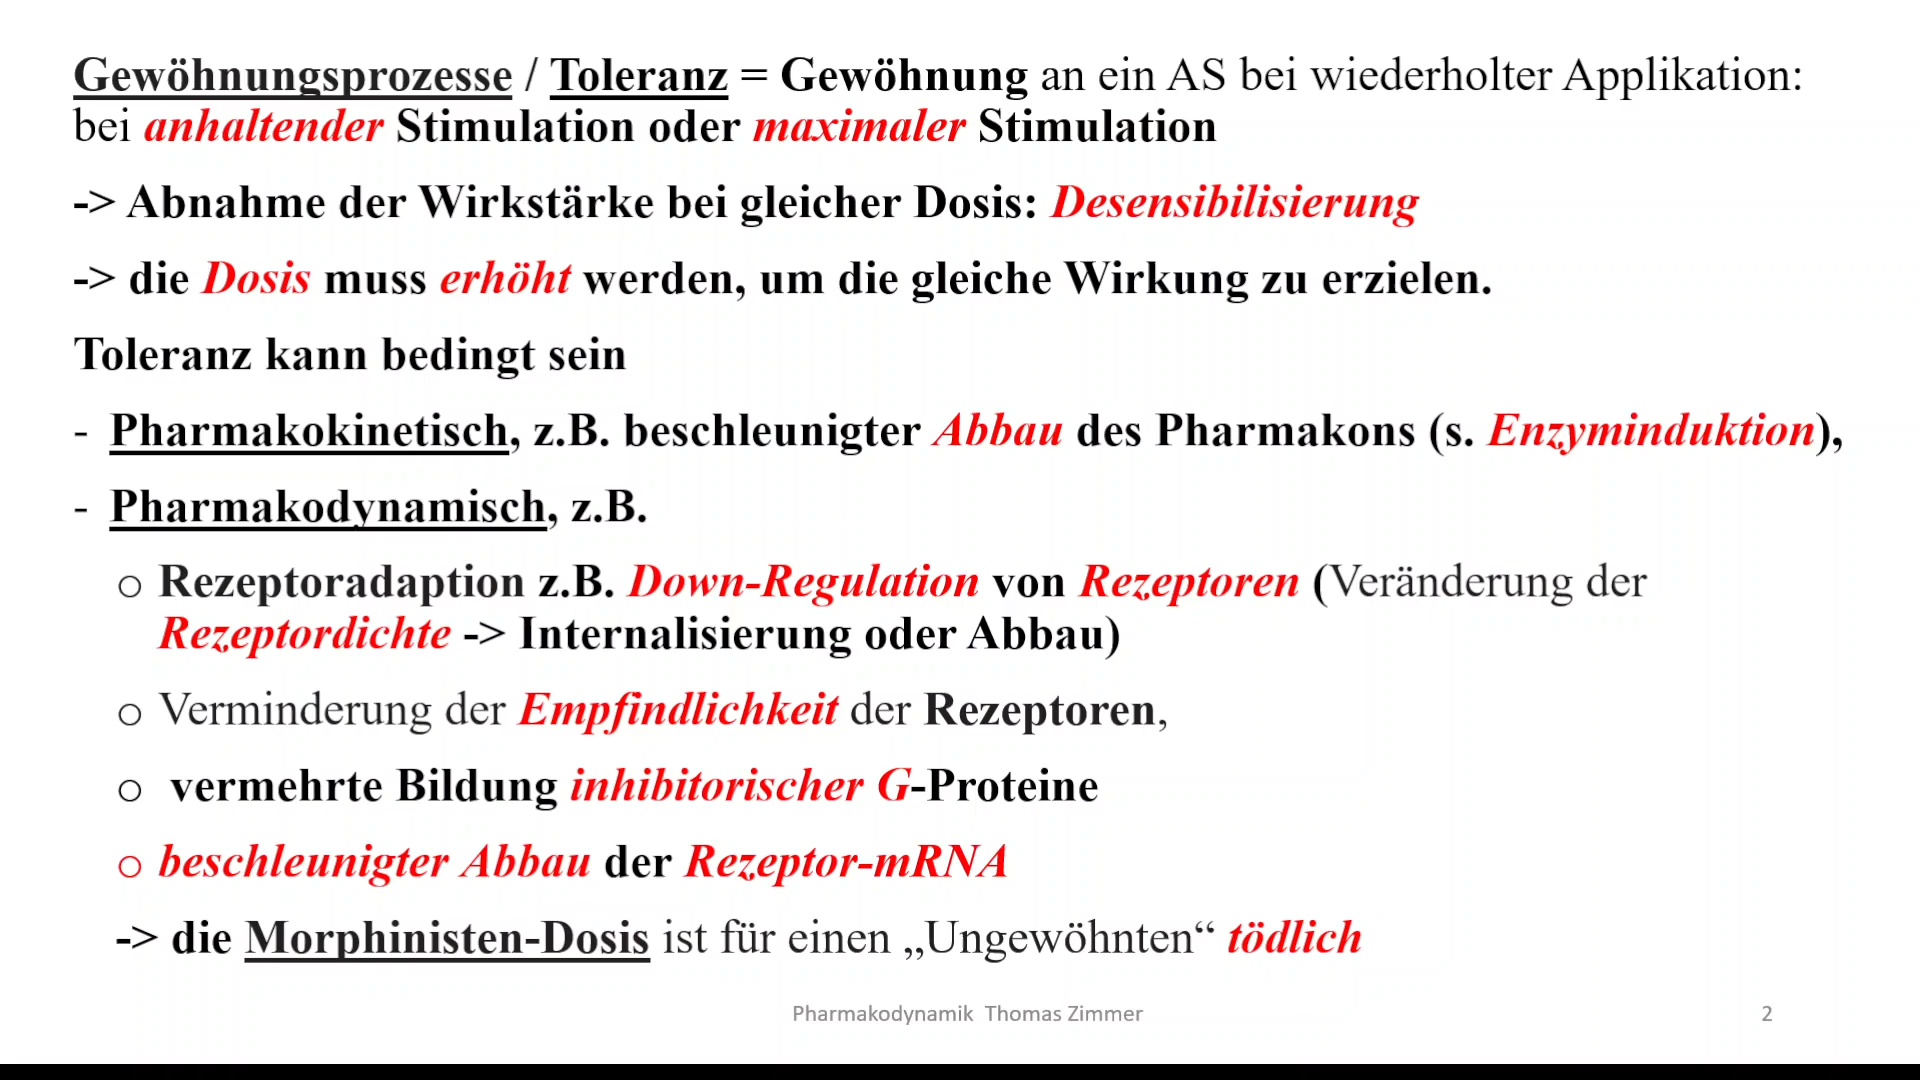 Gewöhnungsprozesse / Toleranz = Gewöhnung an ein AS bei wiederholter Applikation:
bei anhaltender Stimulation oder maximaler Stimulation
-> Abnahme der Wirkstärke bei gleicher Dosis: Desensibilisierung
-> die Dosis muss erhöht werden, um die gleiche Wirkung zu erzielen.
Toleranz kann bedingt sein
- Pharmakokinetisch, z.B. beschleunigter Abbau des Pharmakons (s. Enzyminduktion),
- Pharmakodynamisch, z.B.
o Rezeptoradaption z.B. Down-Regulation von Rezeptoren (Veränderung der
Rezeptordichte -> Internalisierung oder Abbau)
o Verminderung der Empfindlichkeit der Rezeptoren,
o vermehrte Bildung inhibitorischer G-Proteine
o beschleunigter Abbau der Rezeptor-mRNA
-> die Morphinisten-Dosis ist für einen „Ungewöhnten“ tödlich
Pharmakodynamik Thomas Zimmer
2